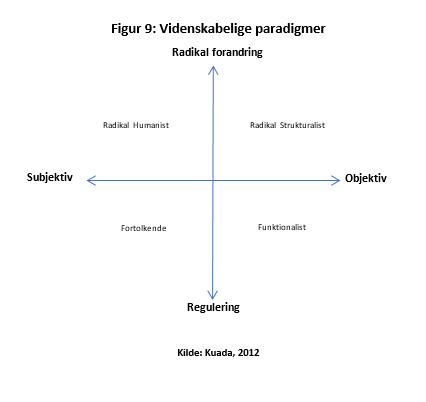 Figur 9: Videnskabelige paradigmer
Radikal forandring
Radikal Humanist
Radikal Strukturalist
Subjektiv
Objektiv
Fortolkende
Funktionalist
Regulering
Kilde: Kuada, 2012